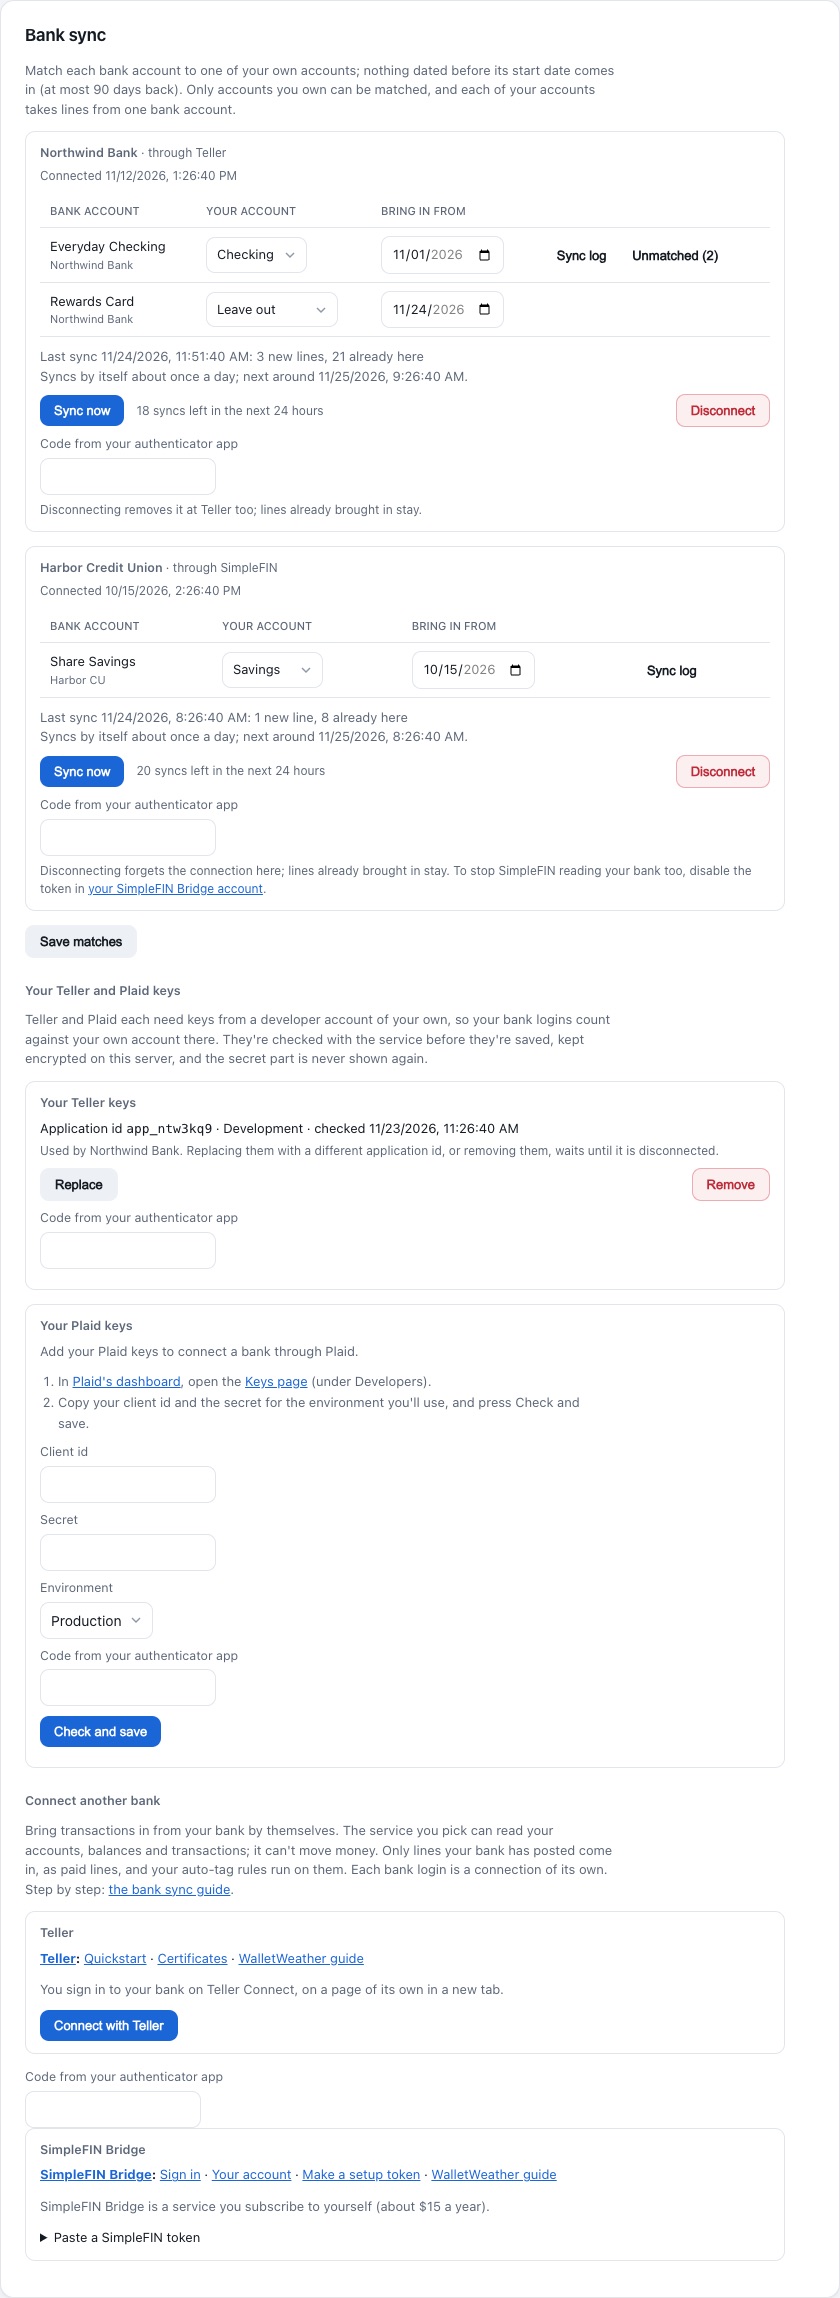 Bank sync
Match each bank account to one of your own accounts; nothing dated before its start date comes
in (at most 90 days back). Only accounts you own can be matched, and each of your accounts
takes lines from one bank account.
Northwind Bank · through Teller
Connected 11/12/2026, 1:26:40 PM
BANK ACCOUNT YOUR ACCOUNT BRING IN FROM
Everyday Checking
Northwind Bank
Checking 11/01/2026 Sync log Unmatched (2)
Rewards Card
Northwind Bank
Leave out 11/24/2026
Last sync 11/24/2026, 11:51:40 AM: 3 new lines, 21 already here
Syncs by itself about once a day; next around 11/25/2026, 9:26:40 AM.
Sync now 18 syncs left in the next 24 hours Disconnect
Code from your authenticator app
Disconnecting removes it at Teller too; lines already brought in stay.
Harbor Credit Union · through SimpleFIN
Connected 10/15/2026, 2:26:40 PM
BANK ACCOUNT YOUR ACCOUNT BRING IN FROM
Share Savings
Harbor CU
Savings 10/15/2026 Sync log
Last sync 11/24/2026, 8:26:40 AM: 1 new line, 8 already here
Syncs by itself about once a day; next around 11/25/2026, 8:26:40 AM.
Sync now 20 syncs left in the next 24 hours Disconnect
Code from your authenticator app
Disconnecting forgets the connection here; lines already brought in stay. To stop SimpleFIN reading your bank too, disable the
token in your SimpleFIN Bridge account.
Save matches
Your Teller and Plaid keys
Teller and Plaid each need keys from a developer account of your own, so your bank logins count
against your own account there. They're checked with the service before they're saved, kept
encrypted on this server, and the secret part is never shown again.
Your Teller keys
Application id app_ntw3kq9 · Development · checked 11/23/2026, 11:26:40 AM
Used by Northwind Bank. Replacing them with a different application id, or removing them, waits until it is disconnected.
Replace Remove
Code from your authenticator app
Your Plaid keys
Add your Plaid keys to connect a bank through Plaid.
1. In Plaid's dashboard, open the Keys page (under Developers).
2. Copy your client id and the secret for the environment you'll use, and press Check and
save.
Client id
Secret
Environment
Production
Code from your authenticator app
Check and save
Connect another bank
Bring transactions in from your bank by themselves. The service you pick can read your
accounts, balances and transactions; it can't move money. Only lines your bank has posted come
in, as paid lines, and your auto-tag rules run on them. Each bank login is a connection of its own.
Step by step: the bank sync guide.
Teller
Teller: Quickstart · Certificates · WalletWeather guide
You sign in to your bank on Teller Connect, on a page of its own in a new tab.
Connect with Teller
Code from your authenticator app
SimpleFIN Bridge
SimpleFIN Bridge: Sign in · Your account · Make a setup token · WalletWeather guide
SimpleFIN Bridge is a service you subscribe to yourself (about $15 a year).
Paste a SimpleFIN token